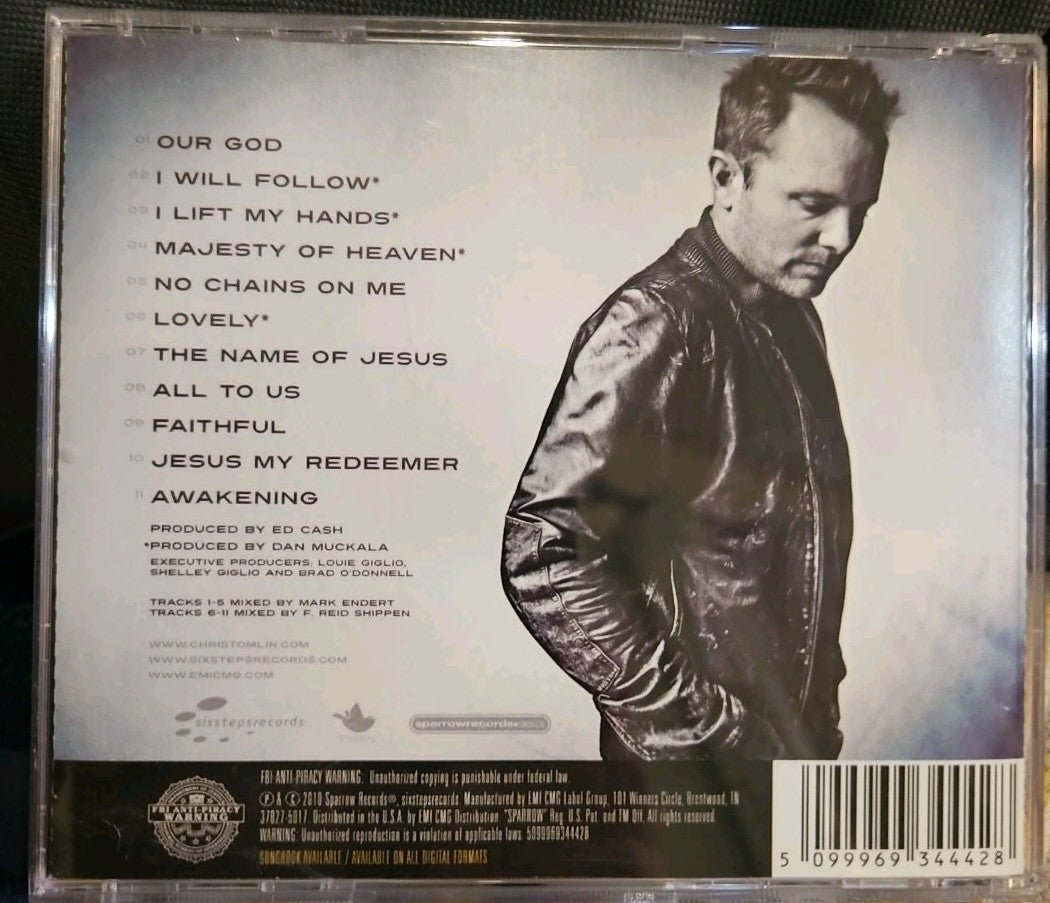 01 OUR GOD
02 I WILL FOLLOW*
03 I LIFT MY HANDS*
04 MAJESTY OF HEAVEN*
05 NO CHAINS ON ME
06 LOVELY*
07 THE NAME OF JESUS
08 ALL TO US
09 FAITHFUL
10 JESUS MY REDEEMER
11 AWAKENING
PRODUCED BY ED CASH
*PRODUCED BY DAN MUCKALA
EXECUTIVE PRODUCERS: LOUIE GIGLIO,
SHELLEY GIGLIO AND BRAD O'DONNELL
TRACKS 1-5 MIXED BY MARK ENDERT
TRACKS 6-11 MIXED BY F. REID SHIPPEN
WWW.CHRISTOMLIN.COM
WWW.SIXSTEPSRECORDS.COM
WWW.EMICMG.COM
sixstepsrecords
sparrowrecords.com
FBI ANTI-PIRACY
WARNING
FBI ANTI-PIRACY WARNING: Unauthorized copying is punishable under federal law.
℗ & © 2010 Sparrow Records®, sixstepsrecords. Manufactured by EMI CMG Label Group, 101 Winners Circle, Brentwood, TN
37027-5017. Distributed in the U.S.A. by EMI CMG Distribution. "SPARROW" Reg. U.S. Pat. and TM Off. All rights reserved.
WARNING: Unauthorized reproduction is a violation of applicable laws. 5099969344428
SONGBOOK AVAILABLE / AVAILABLE ON ALL DIGITAL FORMATS
5 099969 344428